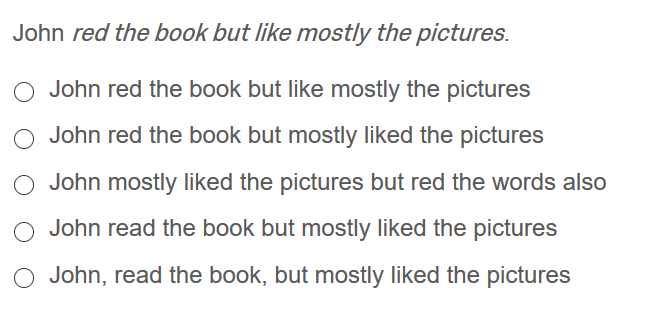 John red the book but like mostly the pictures.
John red the book but like mostly the pictures
John red the book but mostly liked the pictures
John mostly liked the pictures but red the words also
John read the book but mostly liked the pictures
John, read the book, but mostly liked the pictures